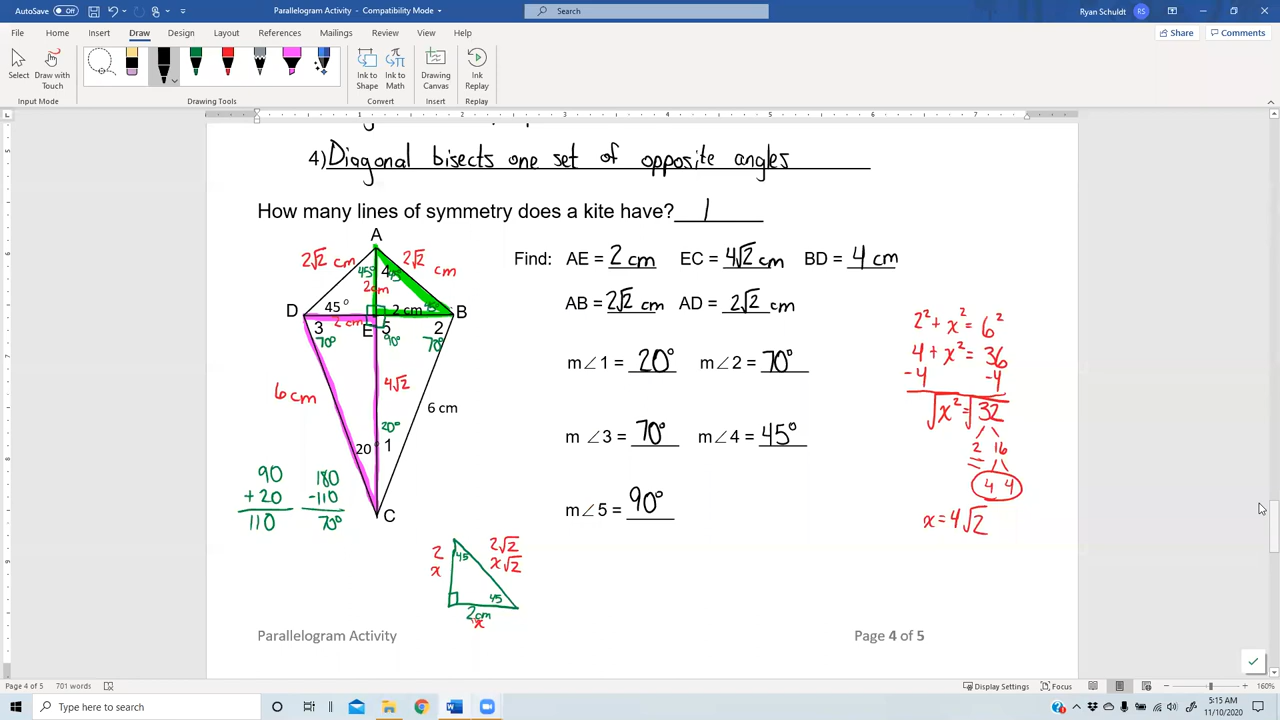 Parallelogram Activity - Word
Search
Ryan Schuldt RS
File Home Insert Draw Design Layout References Mailings Review View Help
Share Comments
Select Draw with Touch
Ink to Shape Ink to Math Drawing Canvas Ink Replay
Input Mode Drawing Tools Convert Insert Replay
4) Diagonal bisects one set of opposite angles
How many lines of symmetry does a kite have? 1
Find: AE = 2 cm EC = 4√2 cm BD = 4 cm
AB = 2√2 cm AD = 2√2 cm
m∠1 = 20° m∠2 = 70°
m ∠3 = 70° m∠4 = 45°
m∠5 = 90°
A
2√2 cm 2√2 cm
45° 4 45°
2cm
D 45° 2 cm 45° B
2 cm E 5 2
3 90°
70° 70°
6 cm 4√2 6 cm
20°
20° 1
C
90
+ 20
110
180
-110
70°
2 45 2√2
x x√2
45
2cm
x
2² + x² = 6²
4 + x² = 36
-4 -4
√x² = √32
2 16
4 4
x = 4√2
Parallelogram Activity Page 4 of 5
Page 4 of 5 701 words Display Settings Focus 160%
Type here to search
5:15 AM
11/10/2020